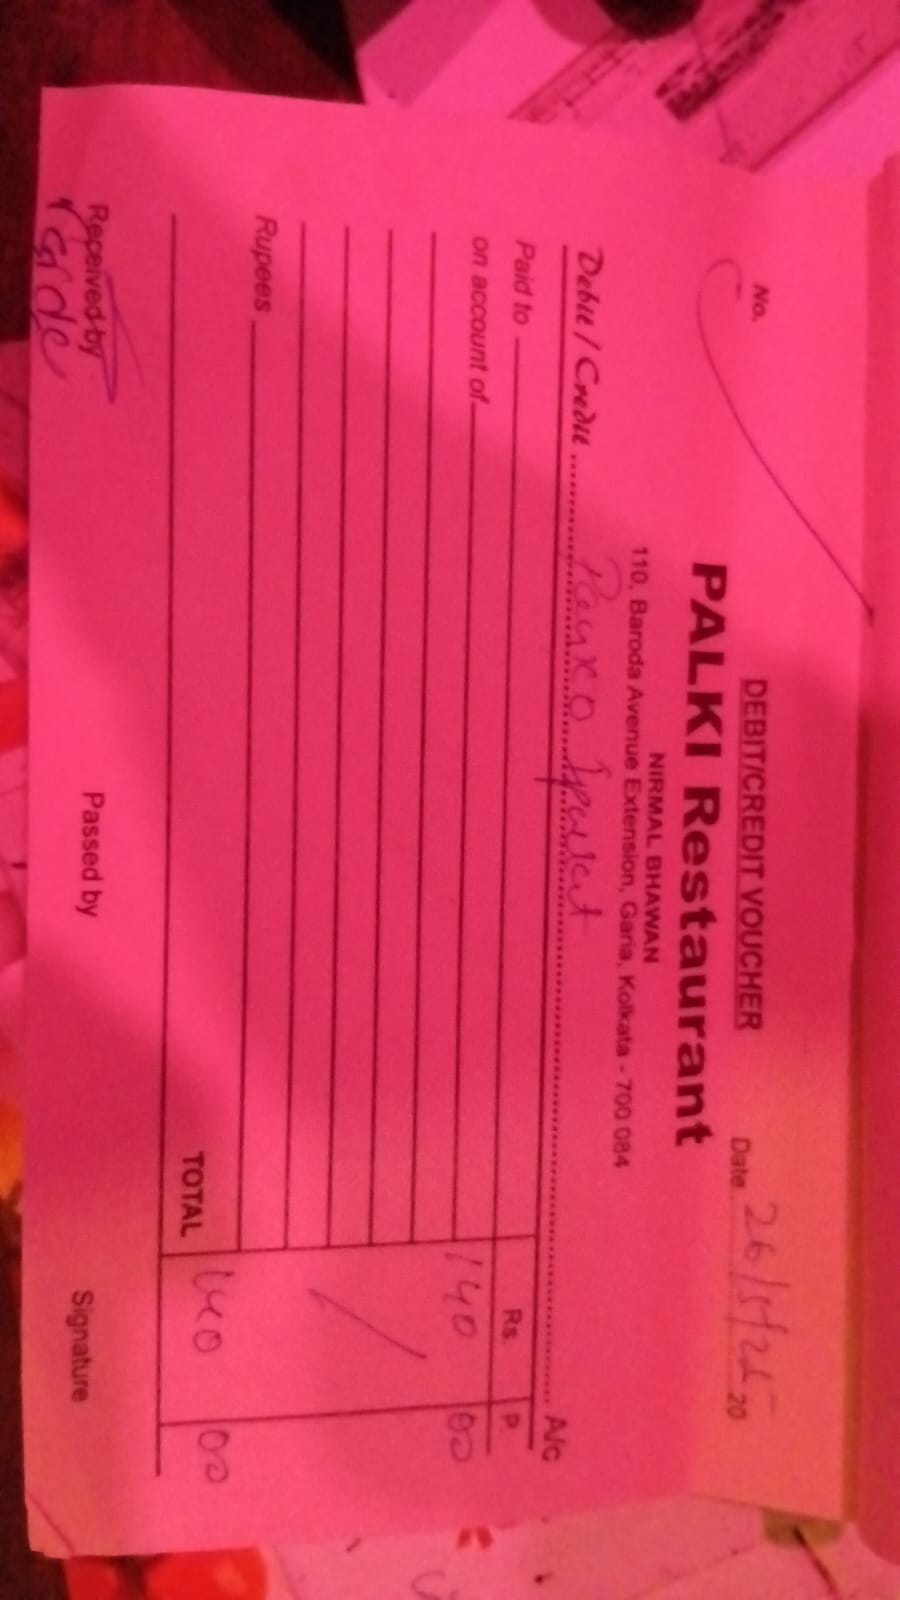 DEBIT/CREDIT VOUCHER
No.
Date 26/5/25 20
PALKI Restaurant
NIRMAL BHAWAN
110, Baroda Avenue Extension, Garia, Kolkata - 700 084
Debit / Credit A/c
Paid to Rs. P.
on account of 140 00
Rupees
TOTAL 140 00
Received by Passed by Signature